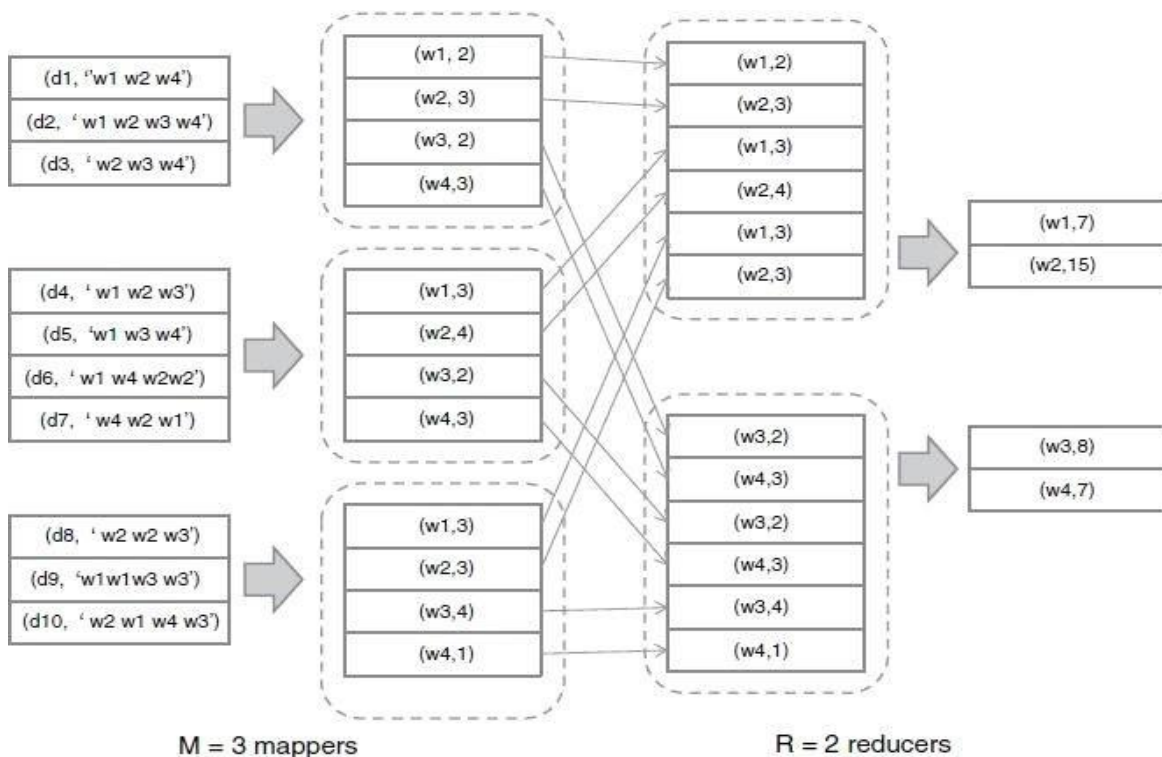 (d1, ‘’w1 w2 w4’)
(d2, ‘ w1 w2 w3 w4’)
(d3, ‘ w2 w3 w4’)
(d4, ‘ w1 w2 w3’)
(d5, ‘w1 w3 w4’)
(d6, ‘ w1 w4 w2w2’)
(d7, ‘ w4 w2 w1’)
(d8, ‘ w2 w2 w3’)
(d9, ‘w1w1w3 w3’)
(d10, ‘ w2 w1 w4 w3’)
(w1, 2)
(w2, 3)
(w3, 2)
(w4,3)
(w1,3)
(w2,4)
(w3,2)
(w4,3)
(w1,3)
(w2,3)
(w3,4)
(w4,1)
M = 3 mappers
(w1,2)
(w2,3)
(w1,3)
(w2,4)
(w1,3)
(w2,3)
(w3,2)
(w4,3)
(w3,2)
(w4,3)
(w3,4)
(w4,1)
R = 2 reducers
(w1,7)
(w2,15)
(w3,8)
(w4,7)